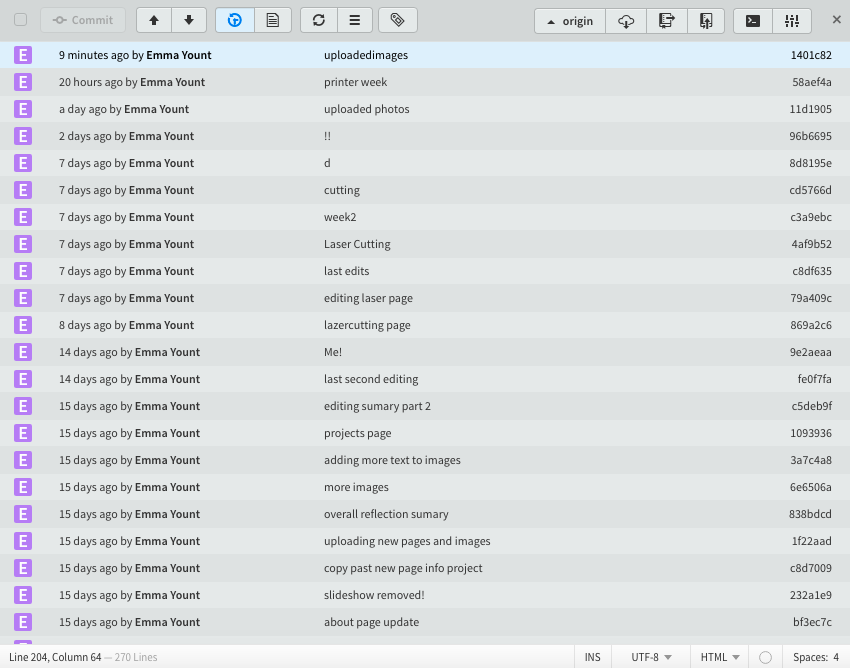 Commit
origin
E 9 minutes ago by Emma Yount uploadedimages 1401c82
E 20 hours ago by Emma Yount printer week 58aef4a
E a day ago by Emma Yount uploaded photos 11d1905
E 2 days ago by Emma Yount !! 96b6695
E 7 days ago by Emma Yount d 8d8195e
E 7 days ago by Emma Yount cutting cd5766d
E 7 days ago by Emma Yount week2 c3a9ebc
E 7 days ago by Emma Yount Laser Cutting 4af9b52
E 7 days ago by Emma Yount last edits c8df635
E 7 days ago by Emma Yount editing laser page 79a409c
E 8 days ago by Emma Yount lazercutting page 869a2c6
E 14 days ago by Emma Yount Me! 9e2aeaa
E 14 days ago by Emma Yount last second editing fe0f7fa
E 15 days ago by Emma Yount editing sumary part 2 c5deb9f
E 15 days ago by Emma Yount projects page 1093936
E 15 days ago by Emma Yount adding more text to images 3a7c4a8
E 15 days ago by Emma Yount more images 6e6506a
E 15 days ago by Emma Yount overall reflection sumary 838bdcd
E 15 days ago by Emma Yount uploading new pages and images 1f22aad
E 15 days ago by Emma Yount copy past new page info project c8d7009
E 15 days ago by Emma Yount slideshow removed! 232a1e9
E 15 days ago by Emma Yount about page update bf3ec7c
Line 204, Column 64 — 270 Lines INS UTF-8 HTML Spaces: 4